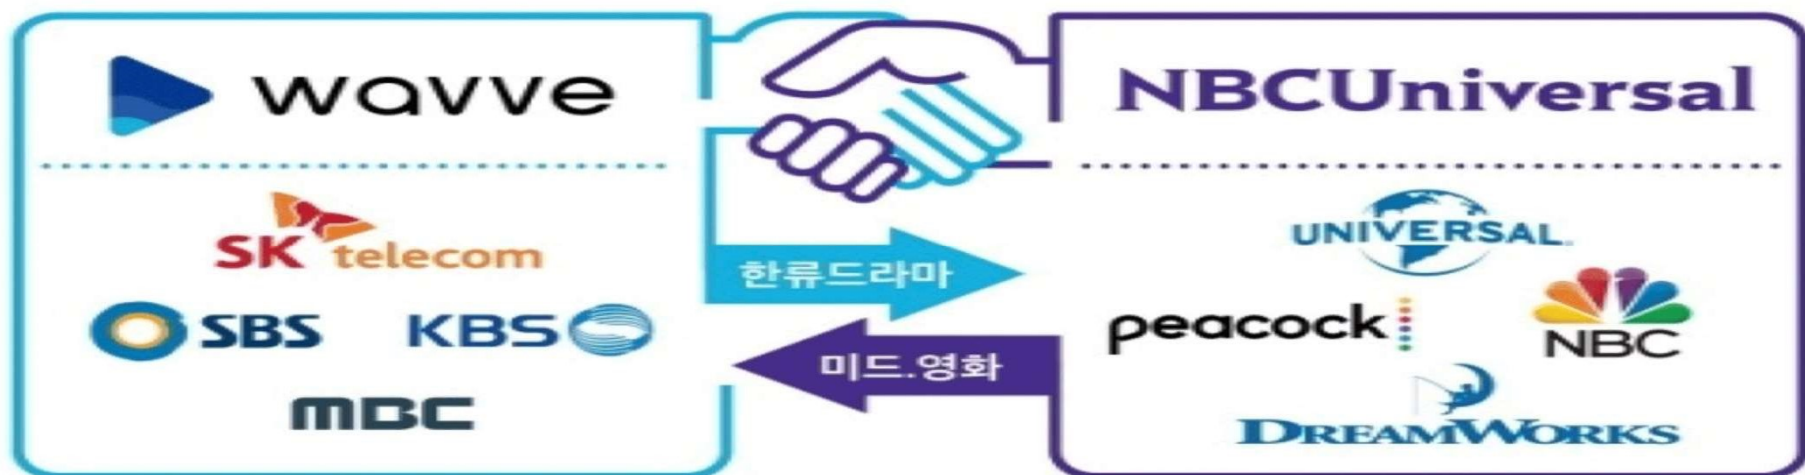 wavve
SK telecom
SBS KBS
MBC
한류드라마
미드.영화
NBCUniversal
UNIVERSAL
peacock
NBC
DREAMWORKS